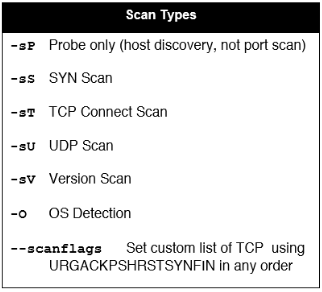 Scan Types
-sP Probe only (host discovery, not port scan)
-sS SYN Scan
-sT TCP Connect Scan
-sU UDP Scan
-sV Version Scan
-O OS Detection
--scanflags Set custom list of TCP using
URGACKPSHRSTSYNFIN in any order